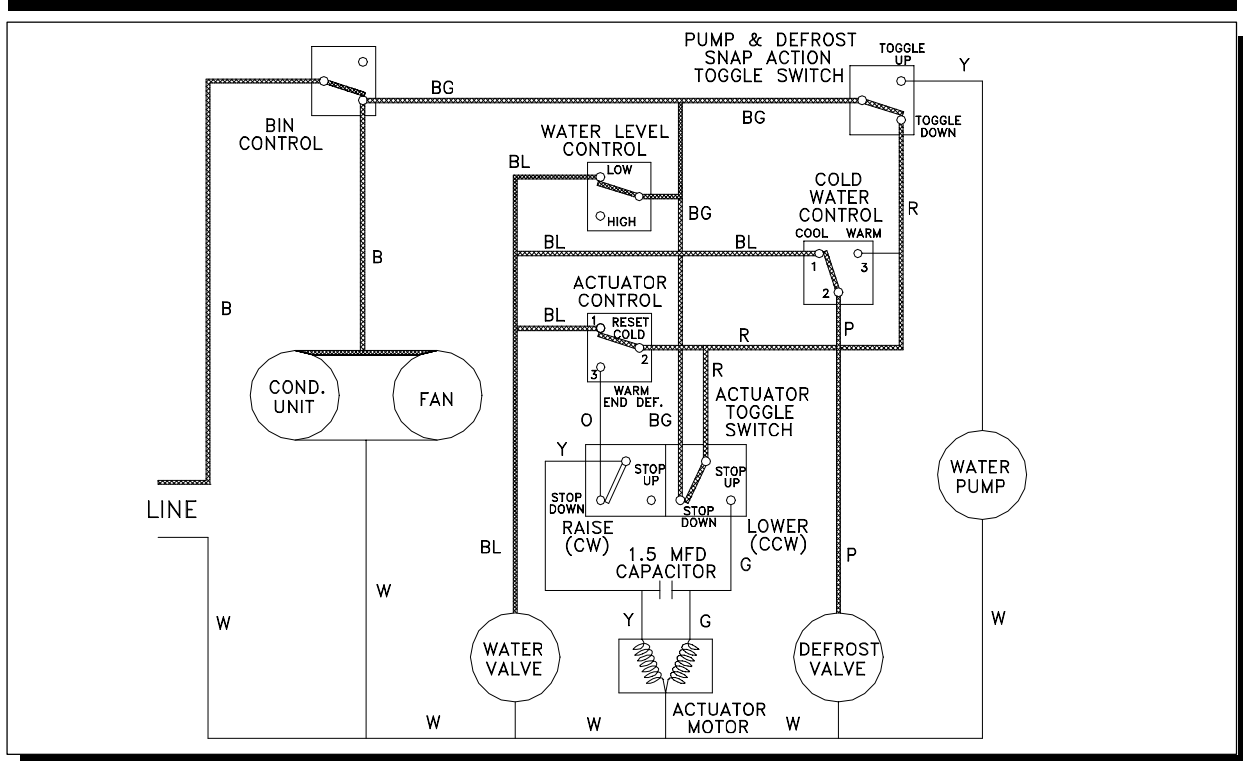 PUMP & DEFROST
SNAP ACTION
TOGGLE SWITCH
TOGGLE
UP
Y
BG
BG
TOGGLE
DOWN
BIN
CONTROL
WATER LEVEL
CONTROL
BL
LOW
HIGH
BG
COLD
WATER
CONTROL
COOL
WARM
R
1
3
2
BL
BL
B
B
ACTUATOR
CONTROL
BL
1
RESET
COLD
2
3
WARM
END DEF.
R
P
R
COND.
UNIT
FAN
O
BG
ACTUATOR
TOGGLE
SWITCH
Y
STOP
UP
STOP
DOWN
STOP
UP
STOP
DOWN
RAISE
(CW)
LOWER
(CCW)
WATER
PUMP
LINE
BL
1.5 MFD
CAPACITOR
G
P
W
W
Y
G
W
WATER
VALVE
DEFROST
VALVE
ACTUATOR
MOTOR
W
W
W